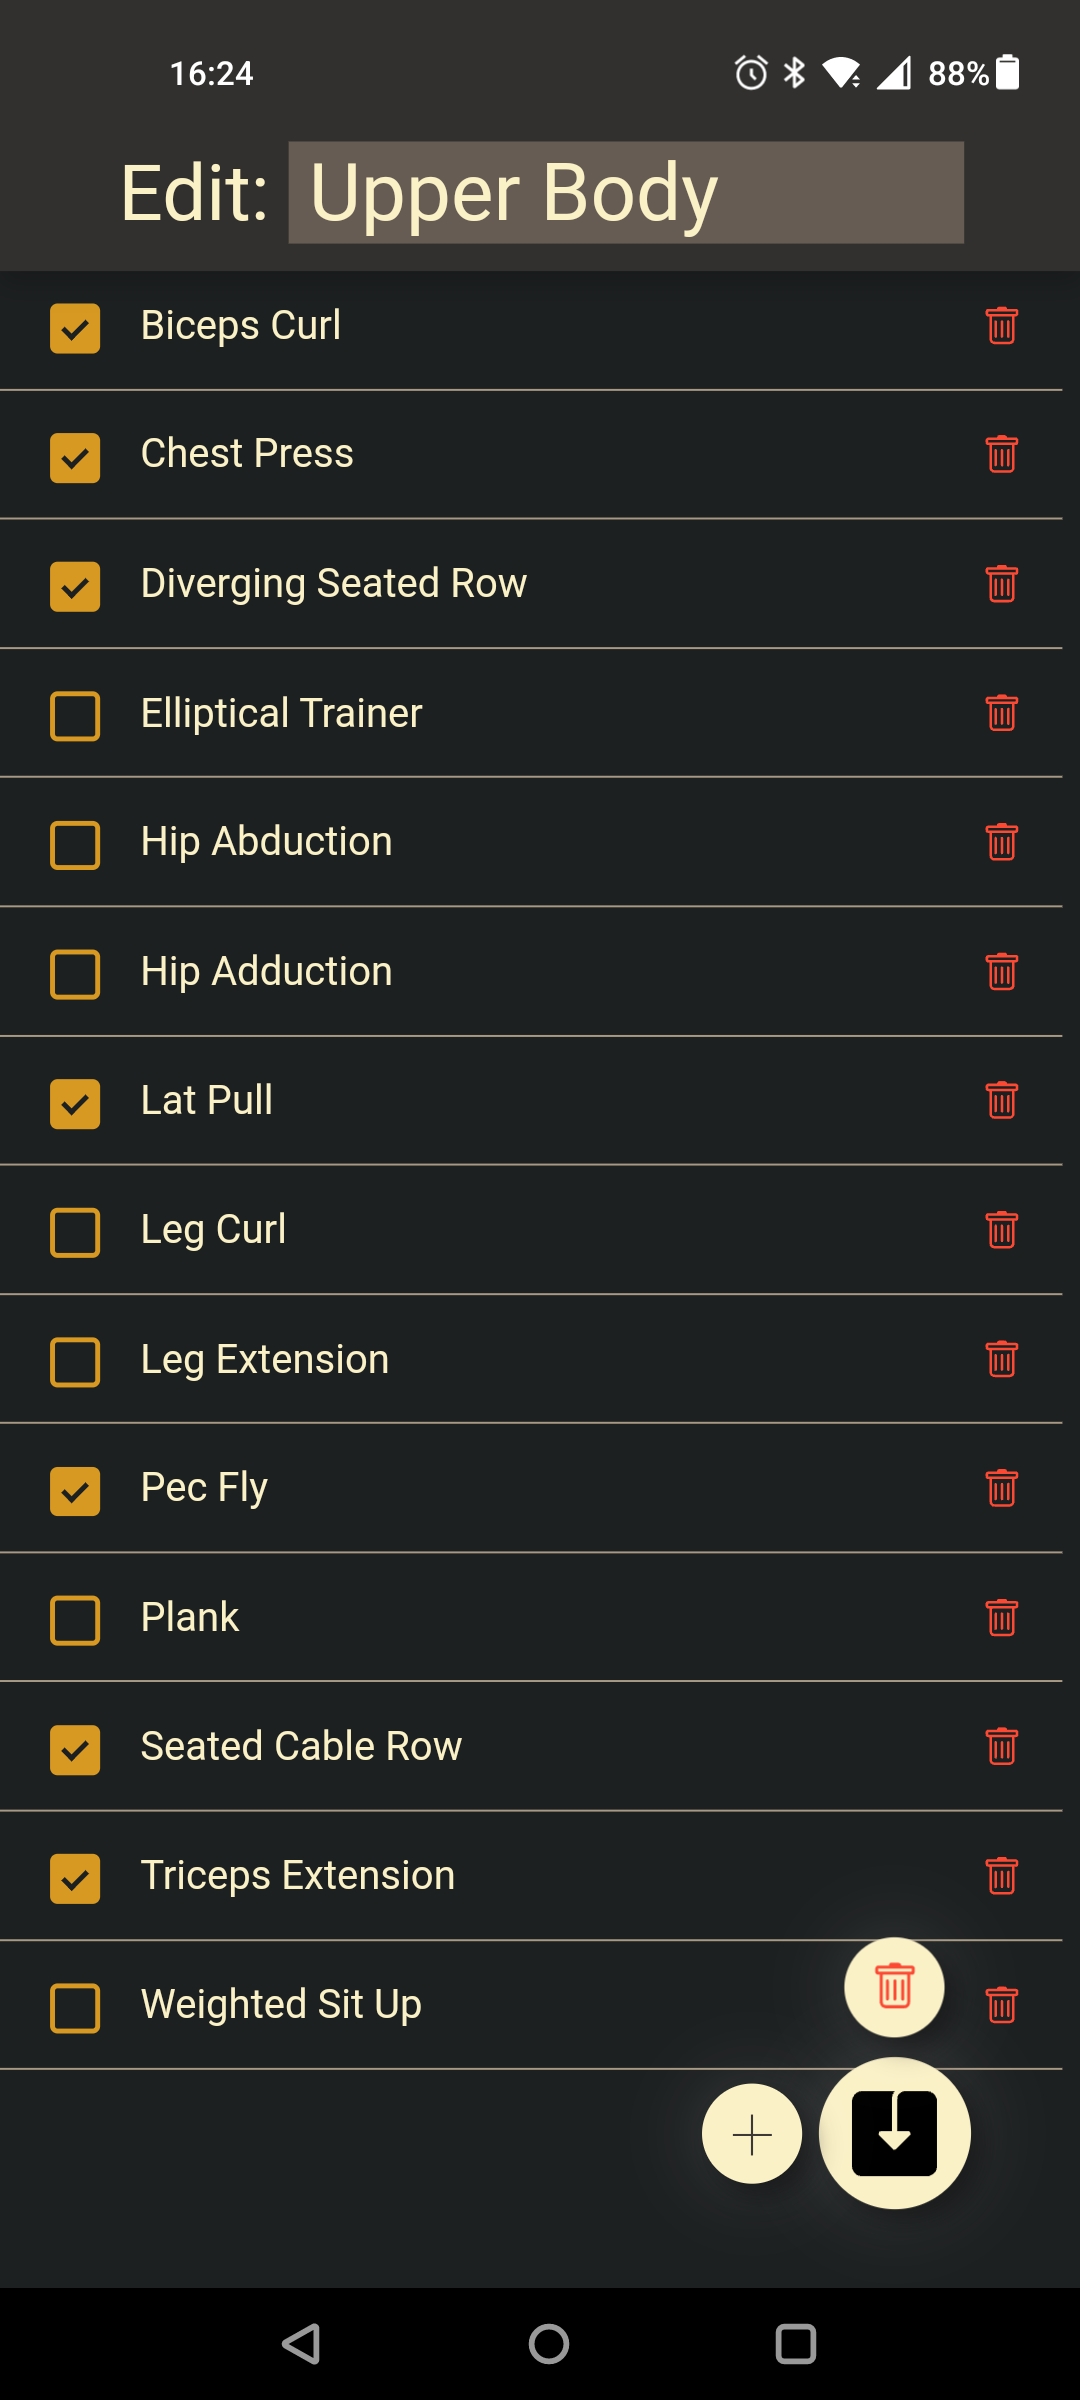 16:24
88%
Edit: Upper Body
Biceps Curl
Chest Press
Diverging Seated Row
Elliptical Trainer
Hip Abduction
Hip Adduction
Lat Pull
Leg Curl
Leg Extension
Pec Fly
Plank
Seated Cable Row
Triceps Extension
Weighted Sit Up